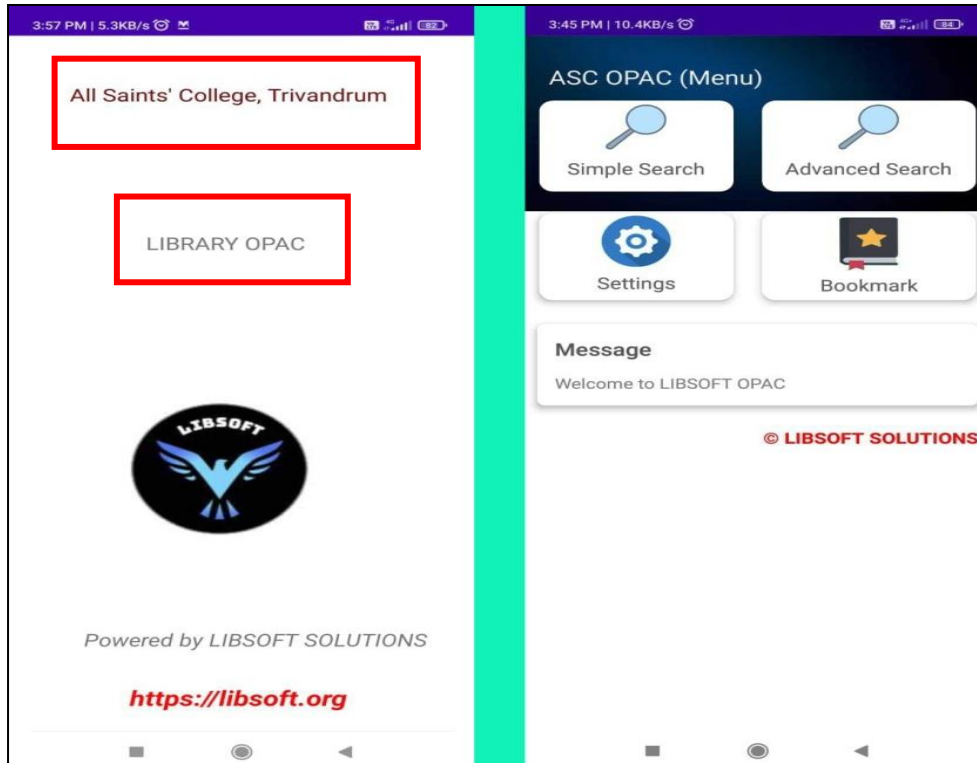 3:57 PM | 5.3KB/s
82
All Saints' College, Trivandrum
LIBRARY OPAC
LIBSOFT
Powered by LIBSOFT SOLUTIONS
https://libsoft.org
3:45 PM | 10.4KB/s
84
ASC OPAC (Menu)
Simple Search
Advanced Search
Settings
Bookmark
Message
Welcome to LIBSOFT OPAC
© LIBSOFT SOLUTIONS